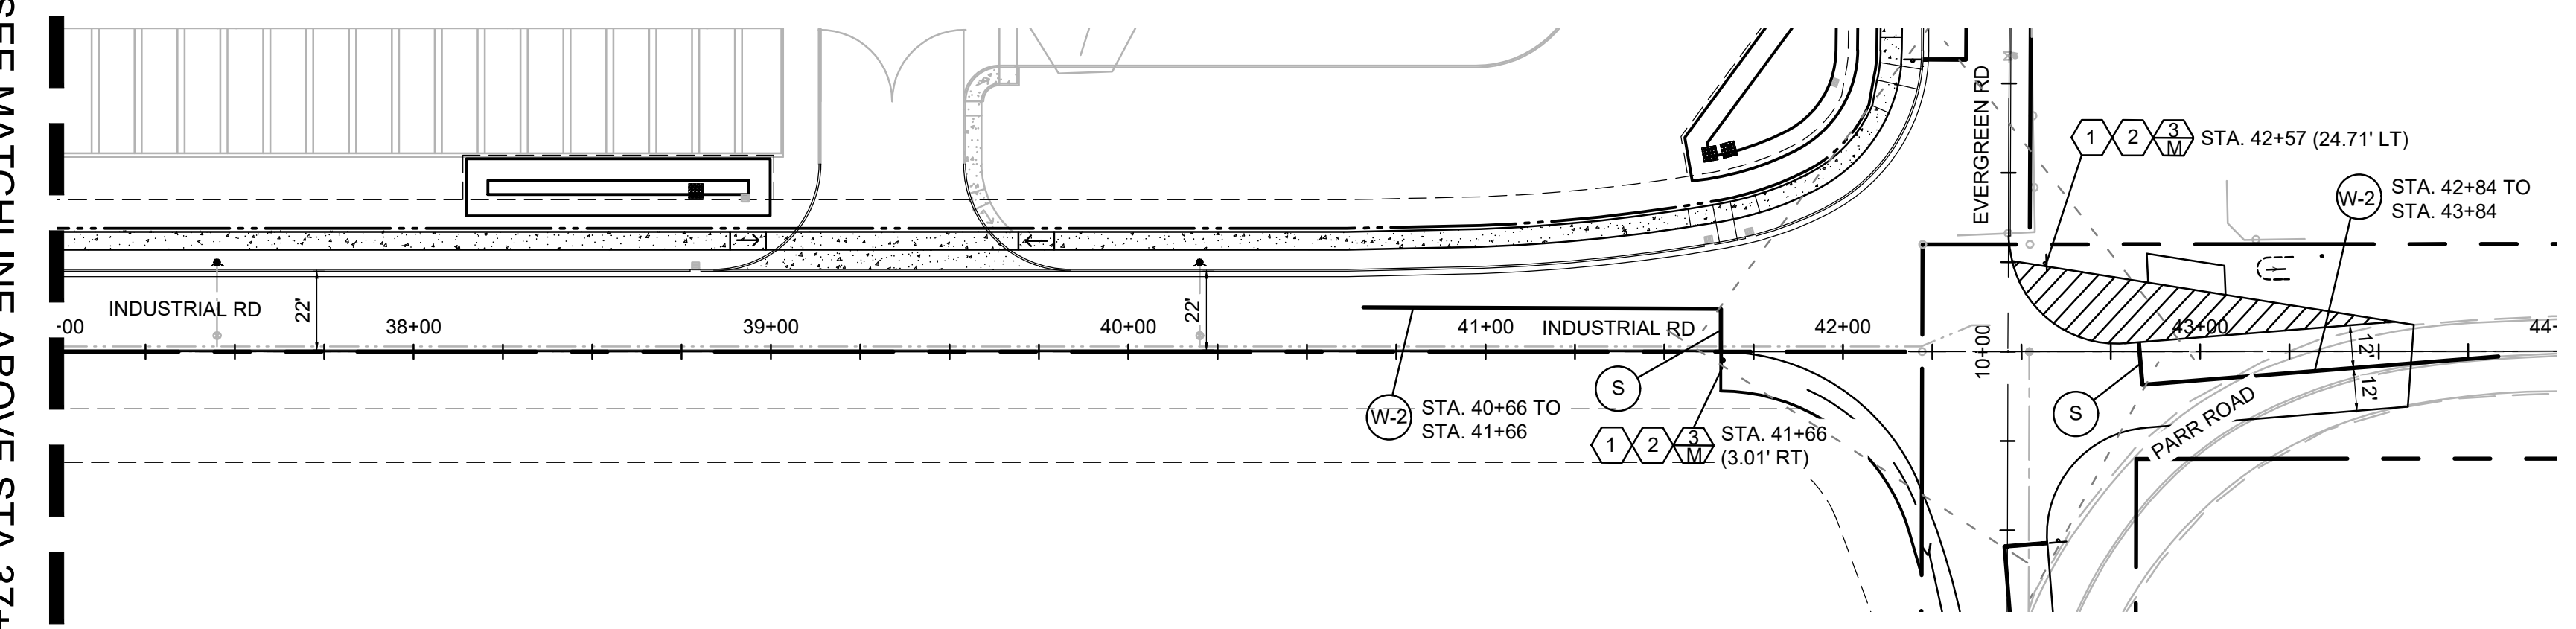 SEE MATCH LINE ABOVE STA. 37+
+00
INDUSTRIAL RD
22'
38+00
39+00
40+00
22'
41+00
INDUSTRIAL RD
42+00
43+00
44+
W-2
STA. 40+66 TO
STA. 41+66
S
1 2 3 M
STA. 41+66
(3.01' RT)
EVERGREEN RD
10+00
1 2 3 M STA. 42+57 (24.71' LT)
W-2
STA. 42+84 TO
STA. 43+84
S
12'
12'
PARR ROAD